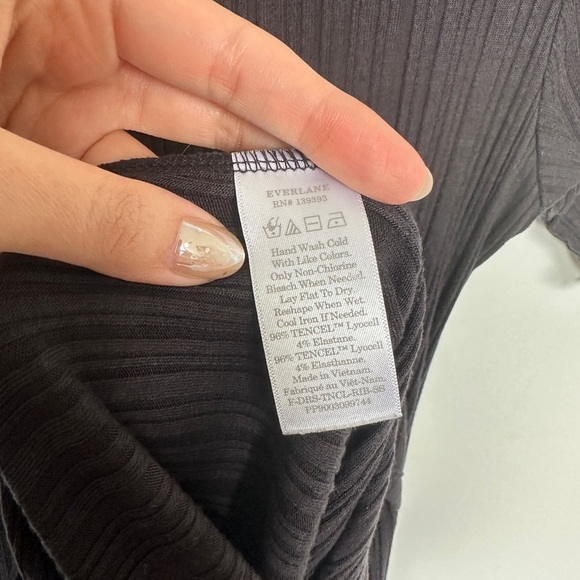 EVERLANE
RN# 139393
Hand Wash Cold
With Like Colors.
Only Non-Chlorine
Bleach When Needed.
Lay Flat To Dry.
Reshape When Wet.
Cool Iron If Needed.
96% TENCEL™ Lyocell
4% Elastane.
96% TENCEL™ Lyocell
4% Elasthanne.
Made in Vietnam.
Fabriqué au Viêt-Nam.
F-DRS-TNCL-RIB-SS
PP9003099744